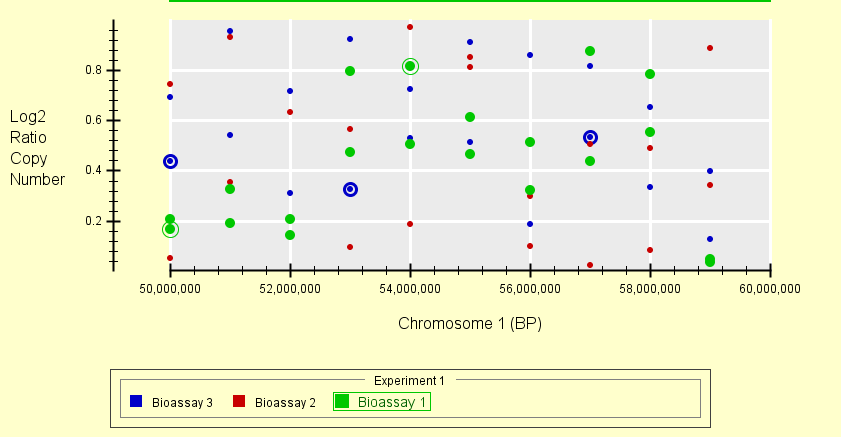 0.8
0.6
0.4
0.2
Log2
Ratio
Copy
Number
50,000,000 52,000,000 54,000,000 56,000,000 58,000,000 60,000,000
Chromosome 1 (BP)
Experiment 1
Bioassay 3 Bioassay 2 Bioassay 1